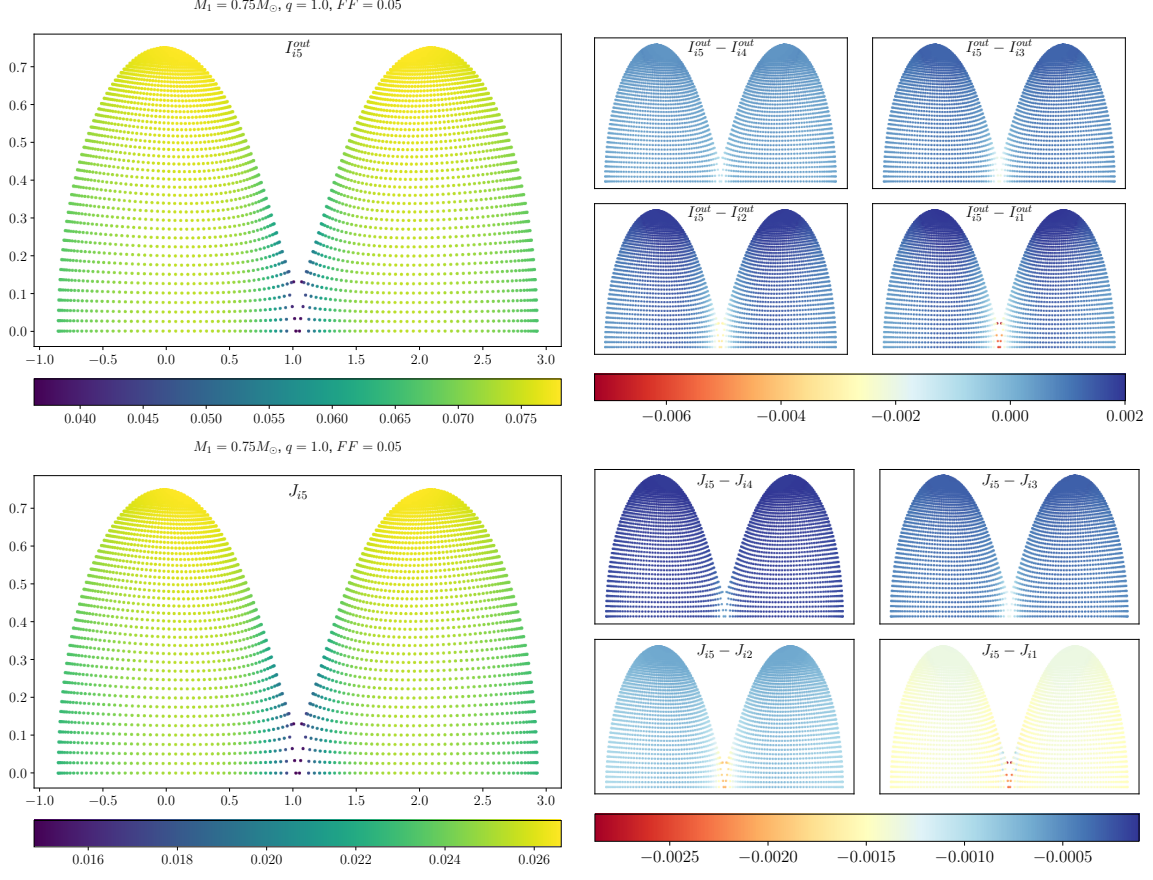 M₁ = 0.75M⊙, q = 1.0, FF = 0.05
I_{i5}^{out}
0.7
0.6
0.5
0.4
0.3
0.2
0.1
0.0
−1.0 −0.5 0.0 0.5 1.0 1.5 2.0 2.5 3.0
0.040 0.045 0.050 0.055 0.060 0.065 0.070 0.075
I_{i5}^{out} − I_{i4}^{out}
I_{i5}^{out} − I_{i3}^{out}
I_{i5}^{out} − I_{i2}^{out}
I_{i5}^{out} − I_{i1}^{out}
−0.006 −0.004 −0.002 0.000 0.002
M₁ = 0.75M⊙, q = 1.0, FF = 0.05
J_{i5}
0.7
0.6
0.5
0.4
0.3
0.2
0.1
0.0
−1.0 −0.5 0.0 0.5 1.0 1.5 2.0 2.5 3.0
0.016 0.018 0.020 0.022 0.024 0.026
J_{i5} − J_{i4}
J_{i5} − J_{i3}
J_{i5} − J_{i2}
J_{i5} − J_{i1}
−0.0025 −0.0020 −0.0015 −0.0010 −0.0005